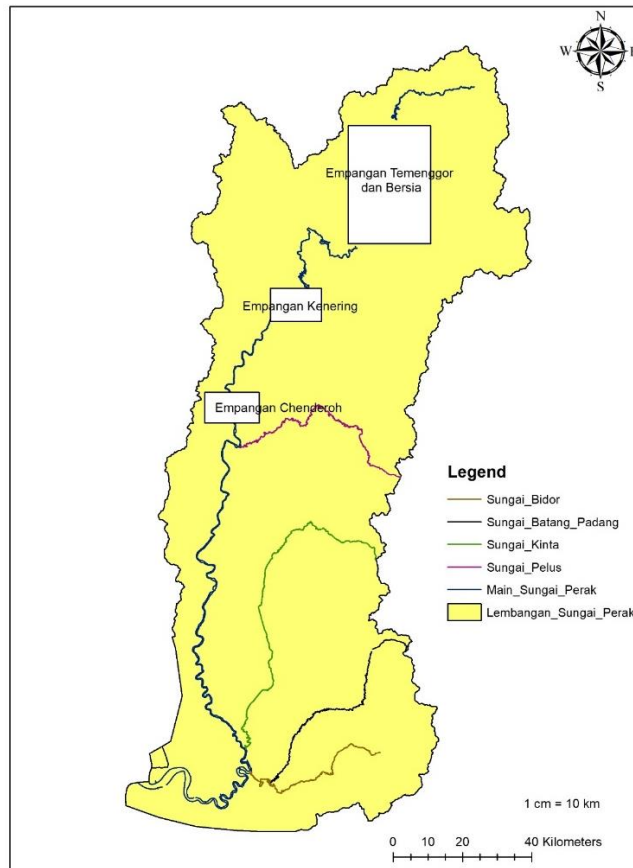 N
W
E
S
Empangan Temenggor
dan Bersia
Empangan Kenering
Empangan Chenderoh
Legend
Sungai_Bidor
Sungai_Batang_Padang
Sungai_Kinta
Sungai_Pelus
Main_Sungai_Perak
Lembangan_Sungai_Perak
1 cm = 10 km
0 10 20 40 Kilometers